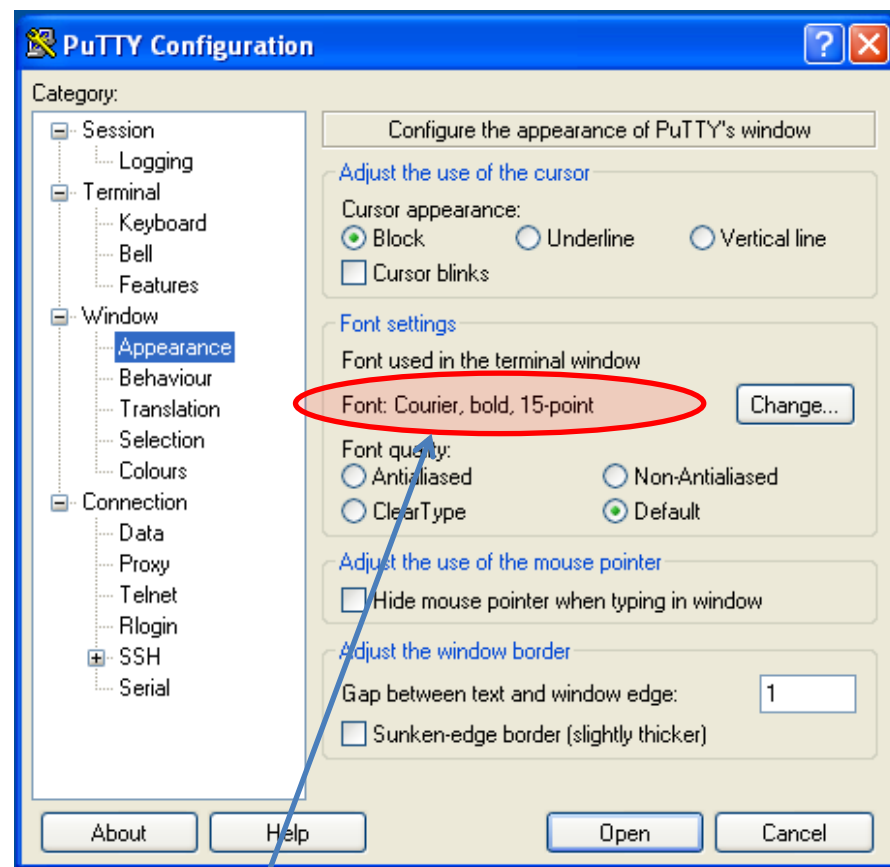 PuTTY Configuration
Category:
Session
Logging
Terminal
Keyboard
Bell
Features
Window
Appearance
Behaviour
Translation
Selection
Colours
Connection
Data
Proxy
Telnet
Rlogin
SSH
Serial
Configure the appearance of PuTTY's window
Adjust the use of the cursor
Cursor appearance:
Block Underline Vertical line
Cursor blinks
Font settings
Font used in the terminal window
Font: Courier, bold, 15-point Change...
Font quality:
Antialiased Non-Antialiased
ClearType Default
Adjust the use of the mouse pointer
Hide mouse pointer when typing in window
Adjust the window border
Gap between text and window edge: 1
Sunken-edge border (slightly thicker)
About Help Open Cancel